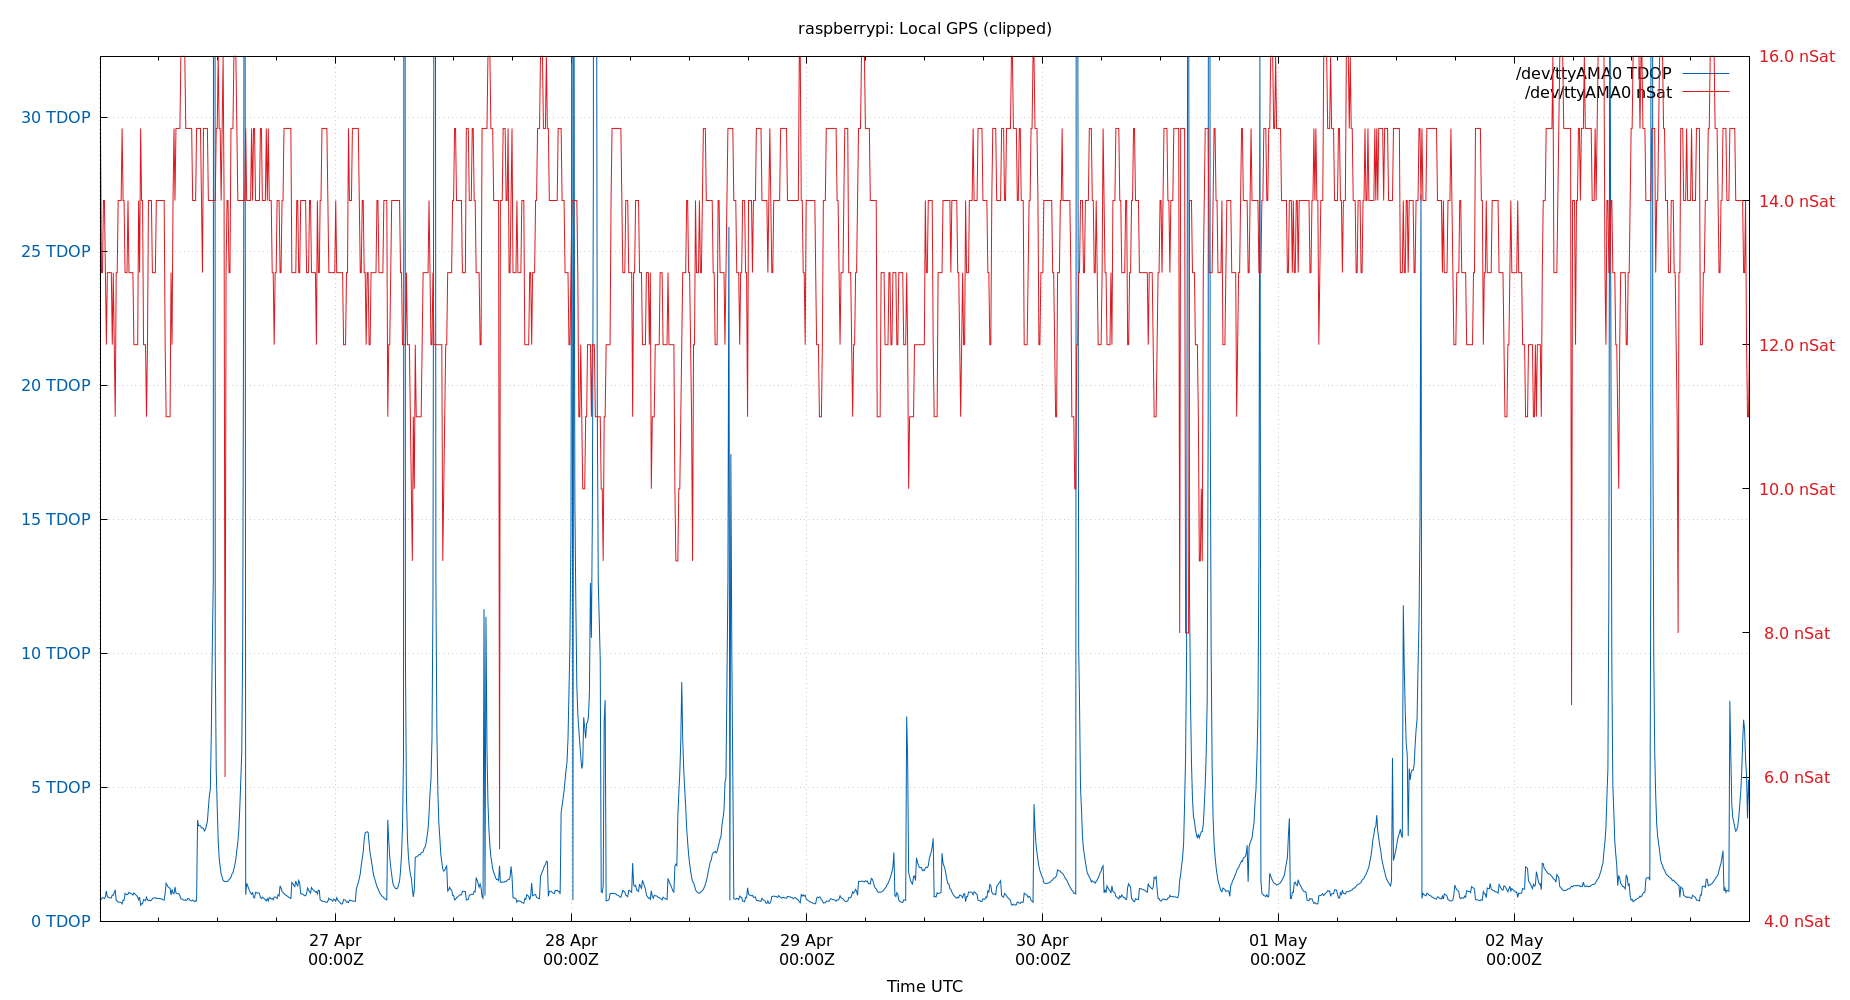 raspberrypi: Local GPS (clipped)
16.0 nSat
/dev/ttyAMA0 TDOP
/dev/ttyAMA0 nSat
30 TDOP
14.0 nSat
25 TDOP
12.0 nSat
20 TDOP
10.0 nSat
15 TDOP
8.0 nSat
10 TDOP
6.0 nSat
5 TDOP
0 TDOP
4.0 nSat
27 Apr
00:00Z
28 Apr
00:00Z
29 Apr
00:00Z
30 Apr
00:00Z
01 May
00:00Z
02 May
00:00Z
Time UTC